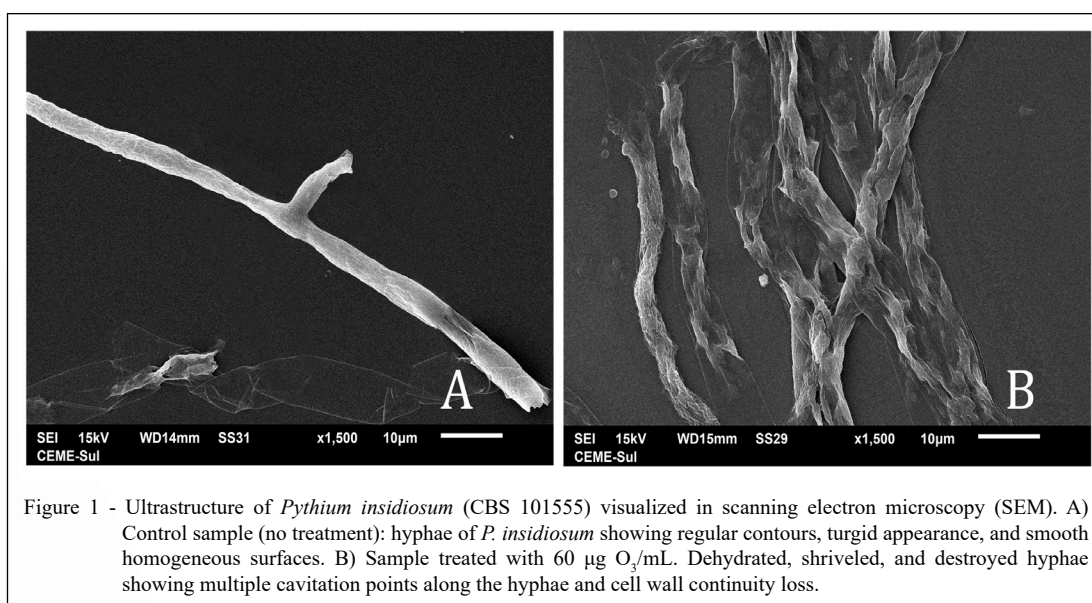 A
SEI 15kV WD14mm SS31 x1,500 10μm
CEME-Sul
B
SEI 15kV WD15mm SS29 x1,500 10μm
CEME-Sul
Figure 1 - Ultrastructure of Pythium insidiosum (CBS 101555) visualized in scanning electron microscopy (SEM). A)
Control sample (no treatment): hyphae of P. insidiosum showing regular contours, turgid appearance, and smooth
homogeneous surfaces. B) Sample treated with 60 μg O₃/mL. Dehydrated, shriveled, and destroyed hyphae
showing multiple cavitation points along the hyphae and cell wall continuity loss.